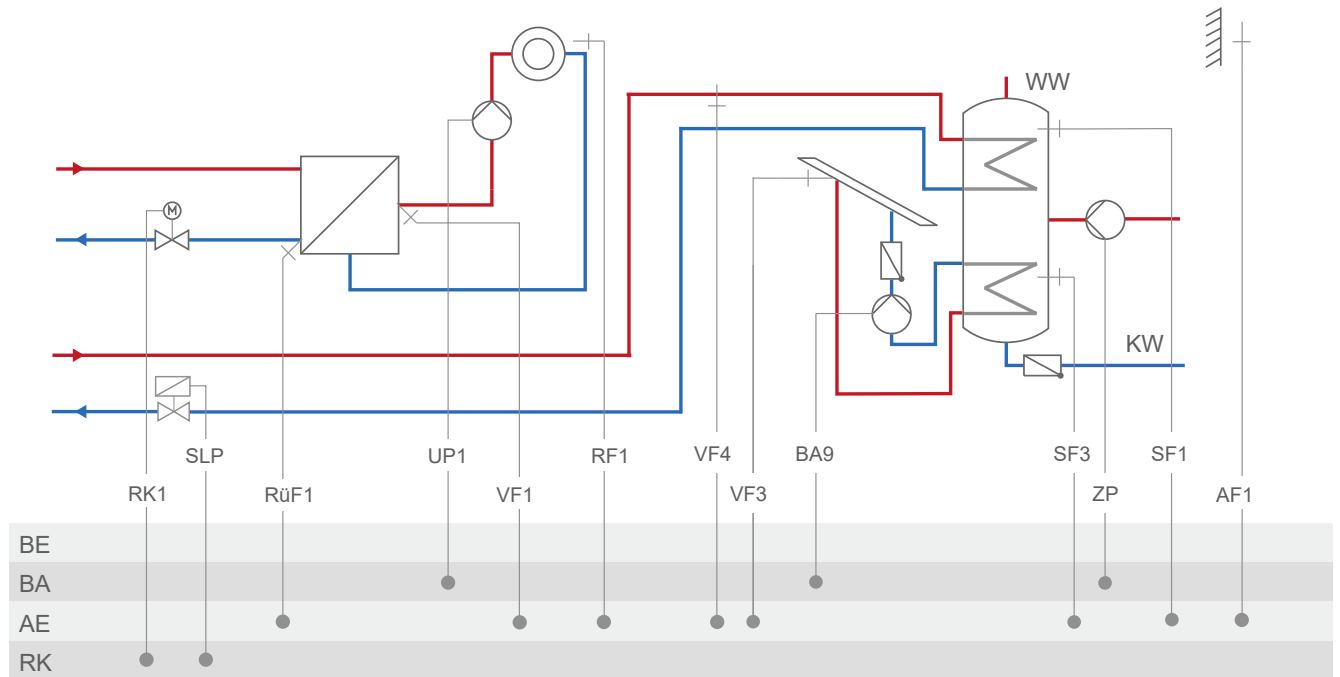 WW
M
KW
SLP UP1 RF1 VF4 BA9 SF3 SF1
RK1 RüF1 VF1 VF3 ZP AF1
BE
BA
AE
RK